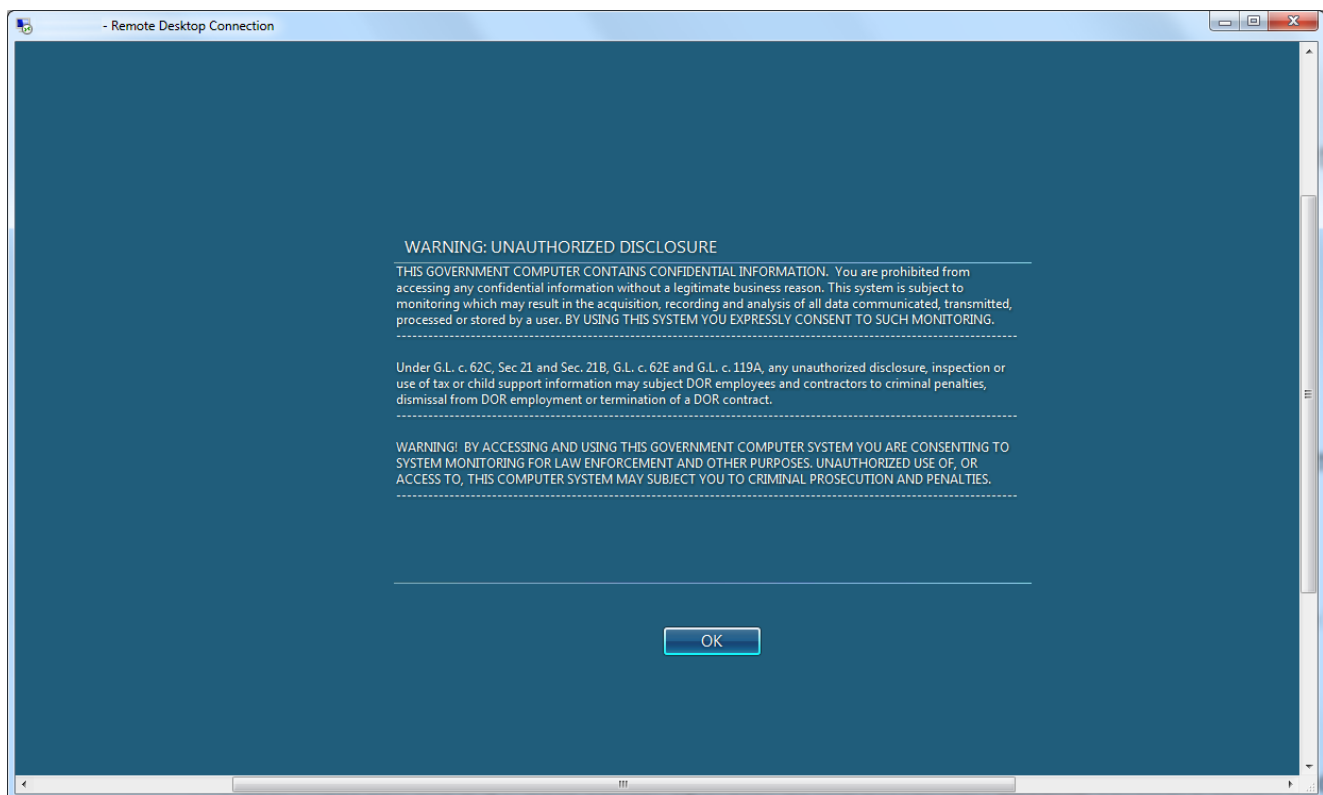 - Remote Desktop Connection
WARNING: UNAUTHORIZED DISCLOSURE
THIS GOVERNMENT COMPUTER CONTAINS CONFIDENTIAL INFORMATION.  You are prohibited from
accessing any confidential information without a legitimate business reason. This system is subject to
monitoring which may result in the acquisition, recording and analysis of all data communicated, transmitted,
processed or stored by a user. BY USING THIS SYSTEM YOU EXPRESSLY CONSENT TO SUCH MONITORING.
Under G.L. c. 62C, Sec 21 and Sec. 21B, G.L. c. 62E and G.L. c. 119A, any unauthorized disclosure, inspection or
use of tax or child support information may subject DOR employees and contractors to criminal penalties,
dismissal from DOR employment or termination of a DOR contract.
WARNING!  BY ACCESSING AND USING THIS GOVERNMENT COMPUTER SYSTEM YOU ARE CONSENTING TO
SYSTEM MONITORING FOR LAW ENFORCEMENT AND OTHER PURPOSES. UNAUTHORIZED USE OF, OR
ACCESS TO, THIS COMPUTER SYSTEM MAY SUBJECT YOU TO CRIMINAL PROSECUTION AND PENALTIES.
OK